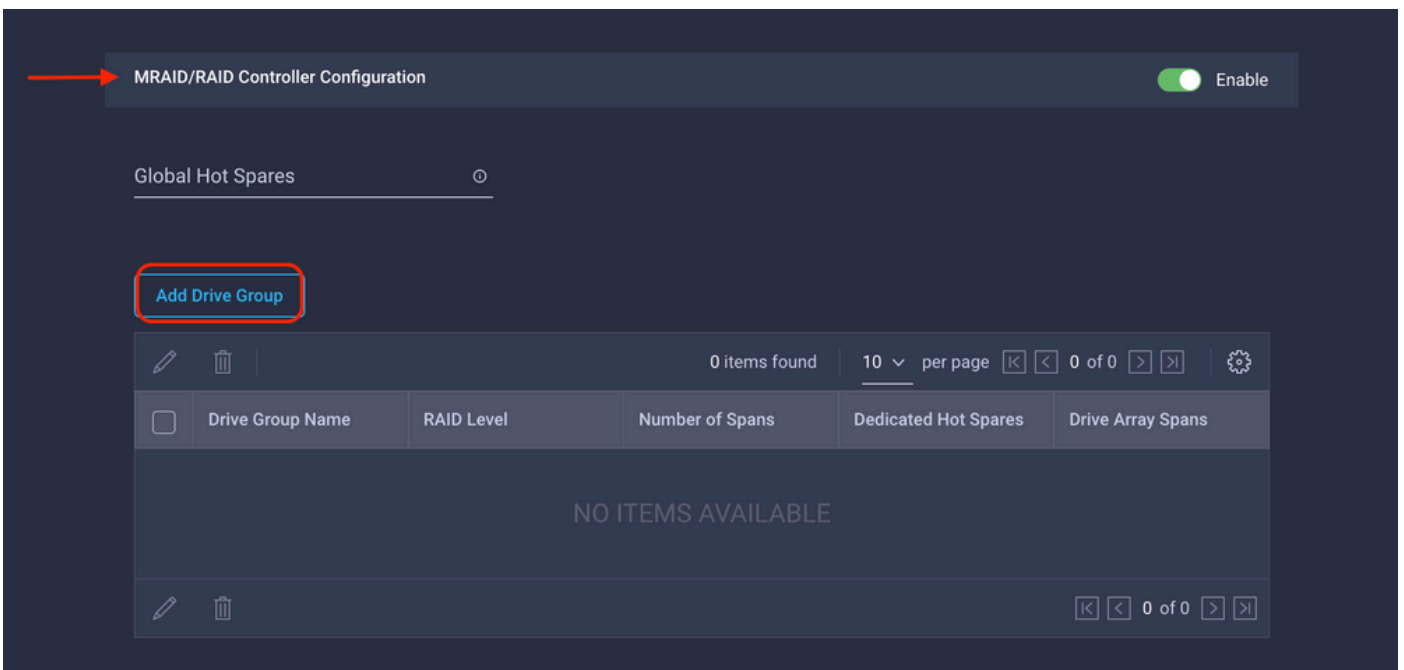 MRAID/RAID Controller Configuration Enable
Global Hot Spares
Add Drive Group
0 items found 10 per page 0 of 0
Drive Group Name RAID Level Number of Spans Dedicated Hot Spares Drive Array Spans
NO ITEMS AVAILABLE
0 of 0